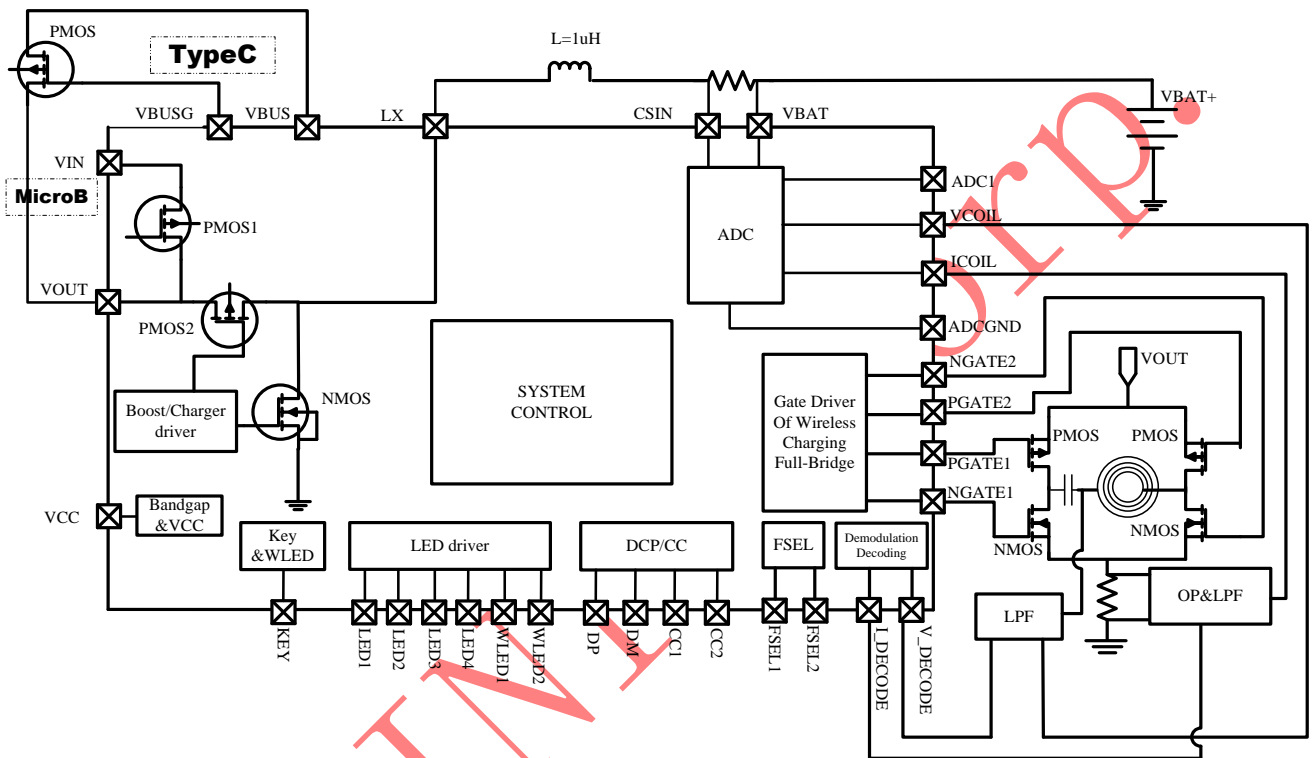 PMOS
TypeC
L=1uH
VBUSG
VBUS
LX
CSIN
VBAT
VBAT+
VIN
MicroB
PMOS1
ADC
ADC1
VCOIL
ICOIL
ADCGND
VOUT
PMOS2
NMOS
Boost/Charger
driver
SYSTEM
CONTROL
Gate Driver
Of Wireless
Charging
Full-Bridge
NGATE2
PGATE2
PGATE1
NGATE1
VOUT
PMOS
PMOS
NMOS
NMOS
VCC
Bandgap
&VCC
Key
&WLED
LED driver
DCP/CC
FSEL
Demodulation
Decoding
LPF
OP&LPF
KEY
LED1
LED2
LED3
LED4
WLED1
WLED2
DP
DM
CC1
CC2
FSEL1
FSEL2
I_DECODE
V_DECODE
orp.